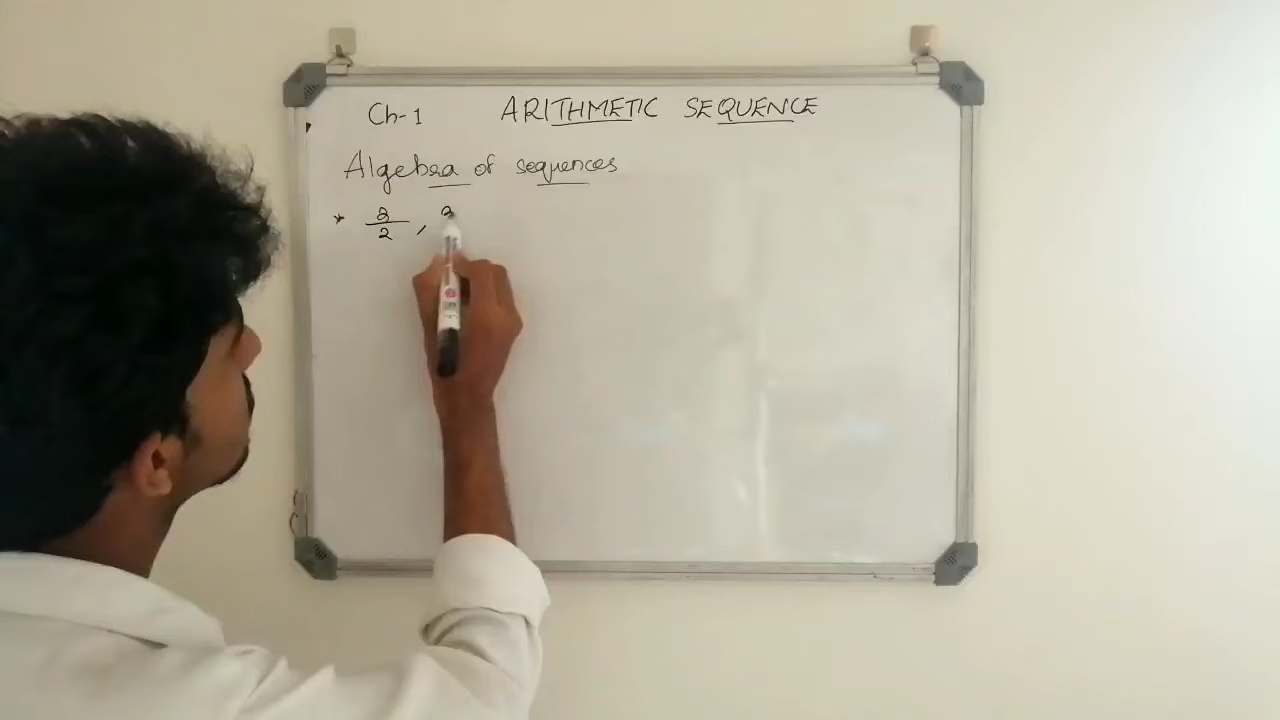 Ch-1 ARITHMETIC SEQUENCE
Algebra of sequences
* 3/2 , 3